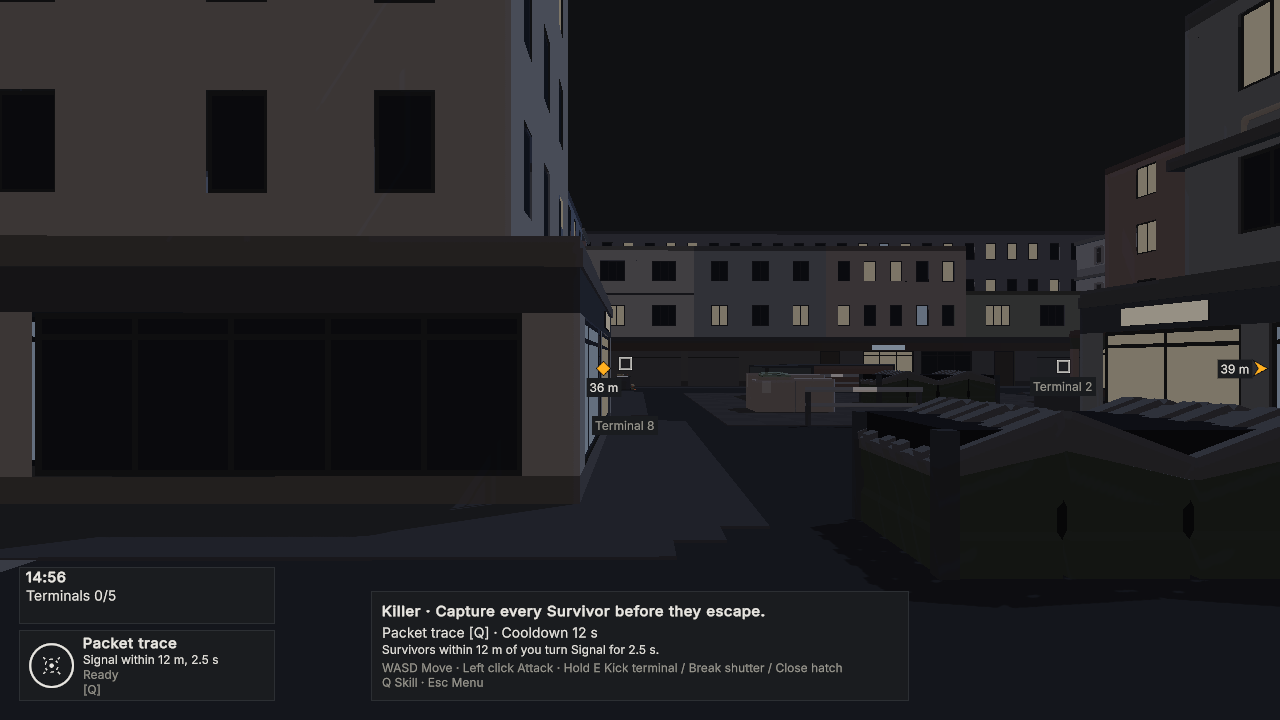 36 m
Terminal 8
Terminal 2
39 m
14:56
Terminals 0/5
Packet trace
Signal within 12 m, 2.5 s
Ready
[Q]
Killer · Capture every Survivor before they escape.
Packet trace [Q] · Cooldown 12 s
Survivors within 12 m of you turn Signal for 2.5 s.
WASD Move · Left click Attack · Hold E Kick terminal / Break shutter / Close hatch
Q Skill · Esc Menu